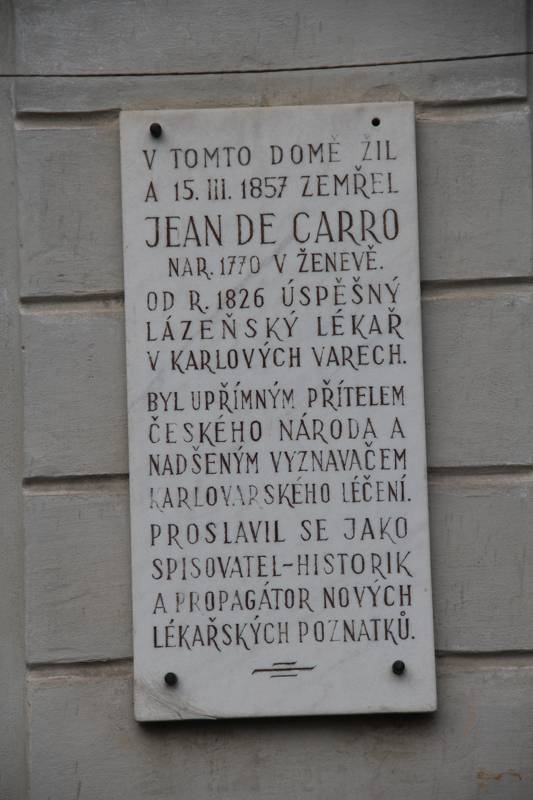 V TOMTO DOMĚ ŽIL
A 15. III. 1857 ZEMŘEL
JEAN DE CARRO
NAR. 1770 V ŽENEVĚ.
OD R. 1826 ÚSPĚŠNÝ
LÁZEŇSKÝ LÉKAŘ
V KARLOVÝCH VARECH.
BYL UPŘÍMNÝM PŘÍTELEM
ČESKÉHO NÁRODA A
NADŠENÝM VYZNAVAČEM
KARLOVARSKÉHO LÉČENÍ.
PROSLAVIL SE JAKO
SPISOVATEL-HISTORIK
A PROPAGÁTOR NOVÝCH
LÉKAŘSKÝCH POZNATKŮ.